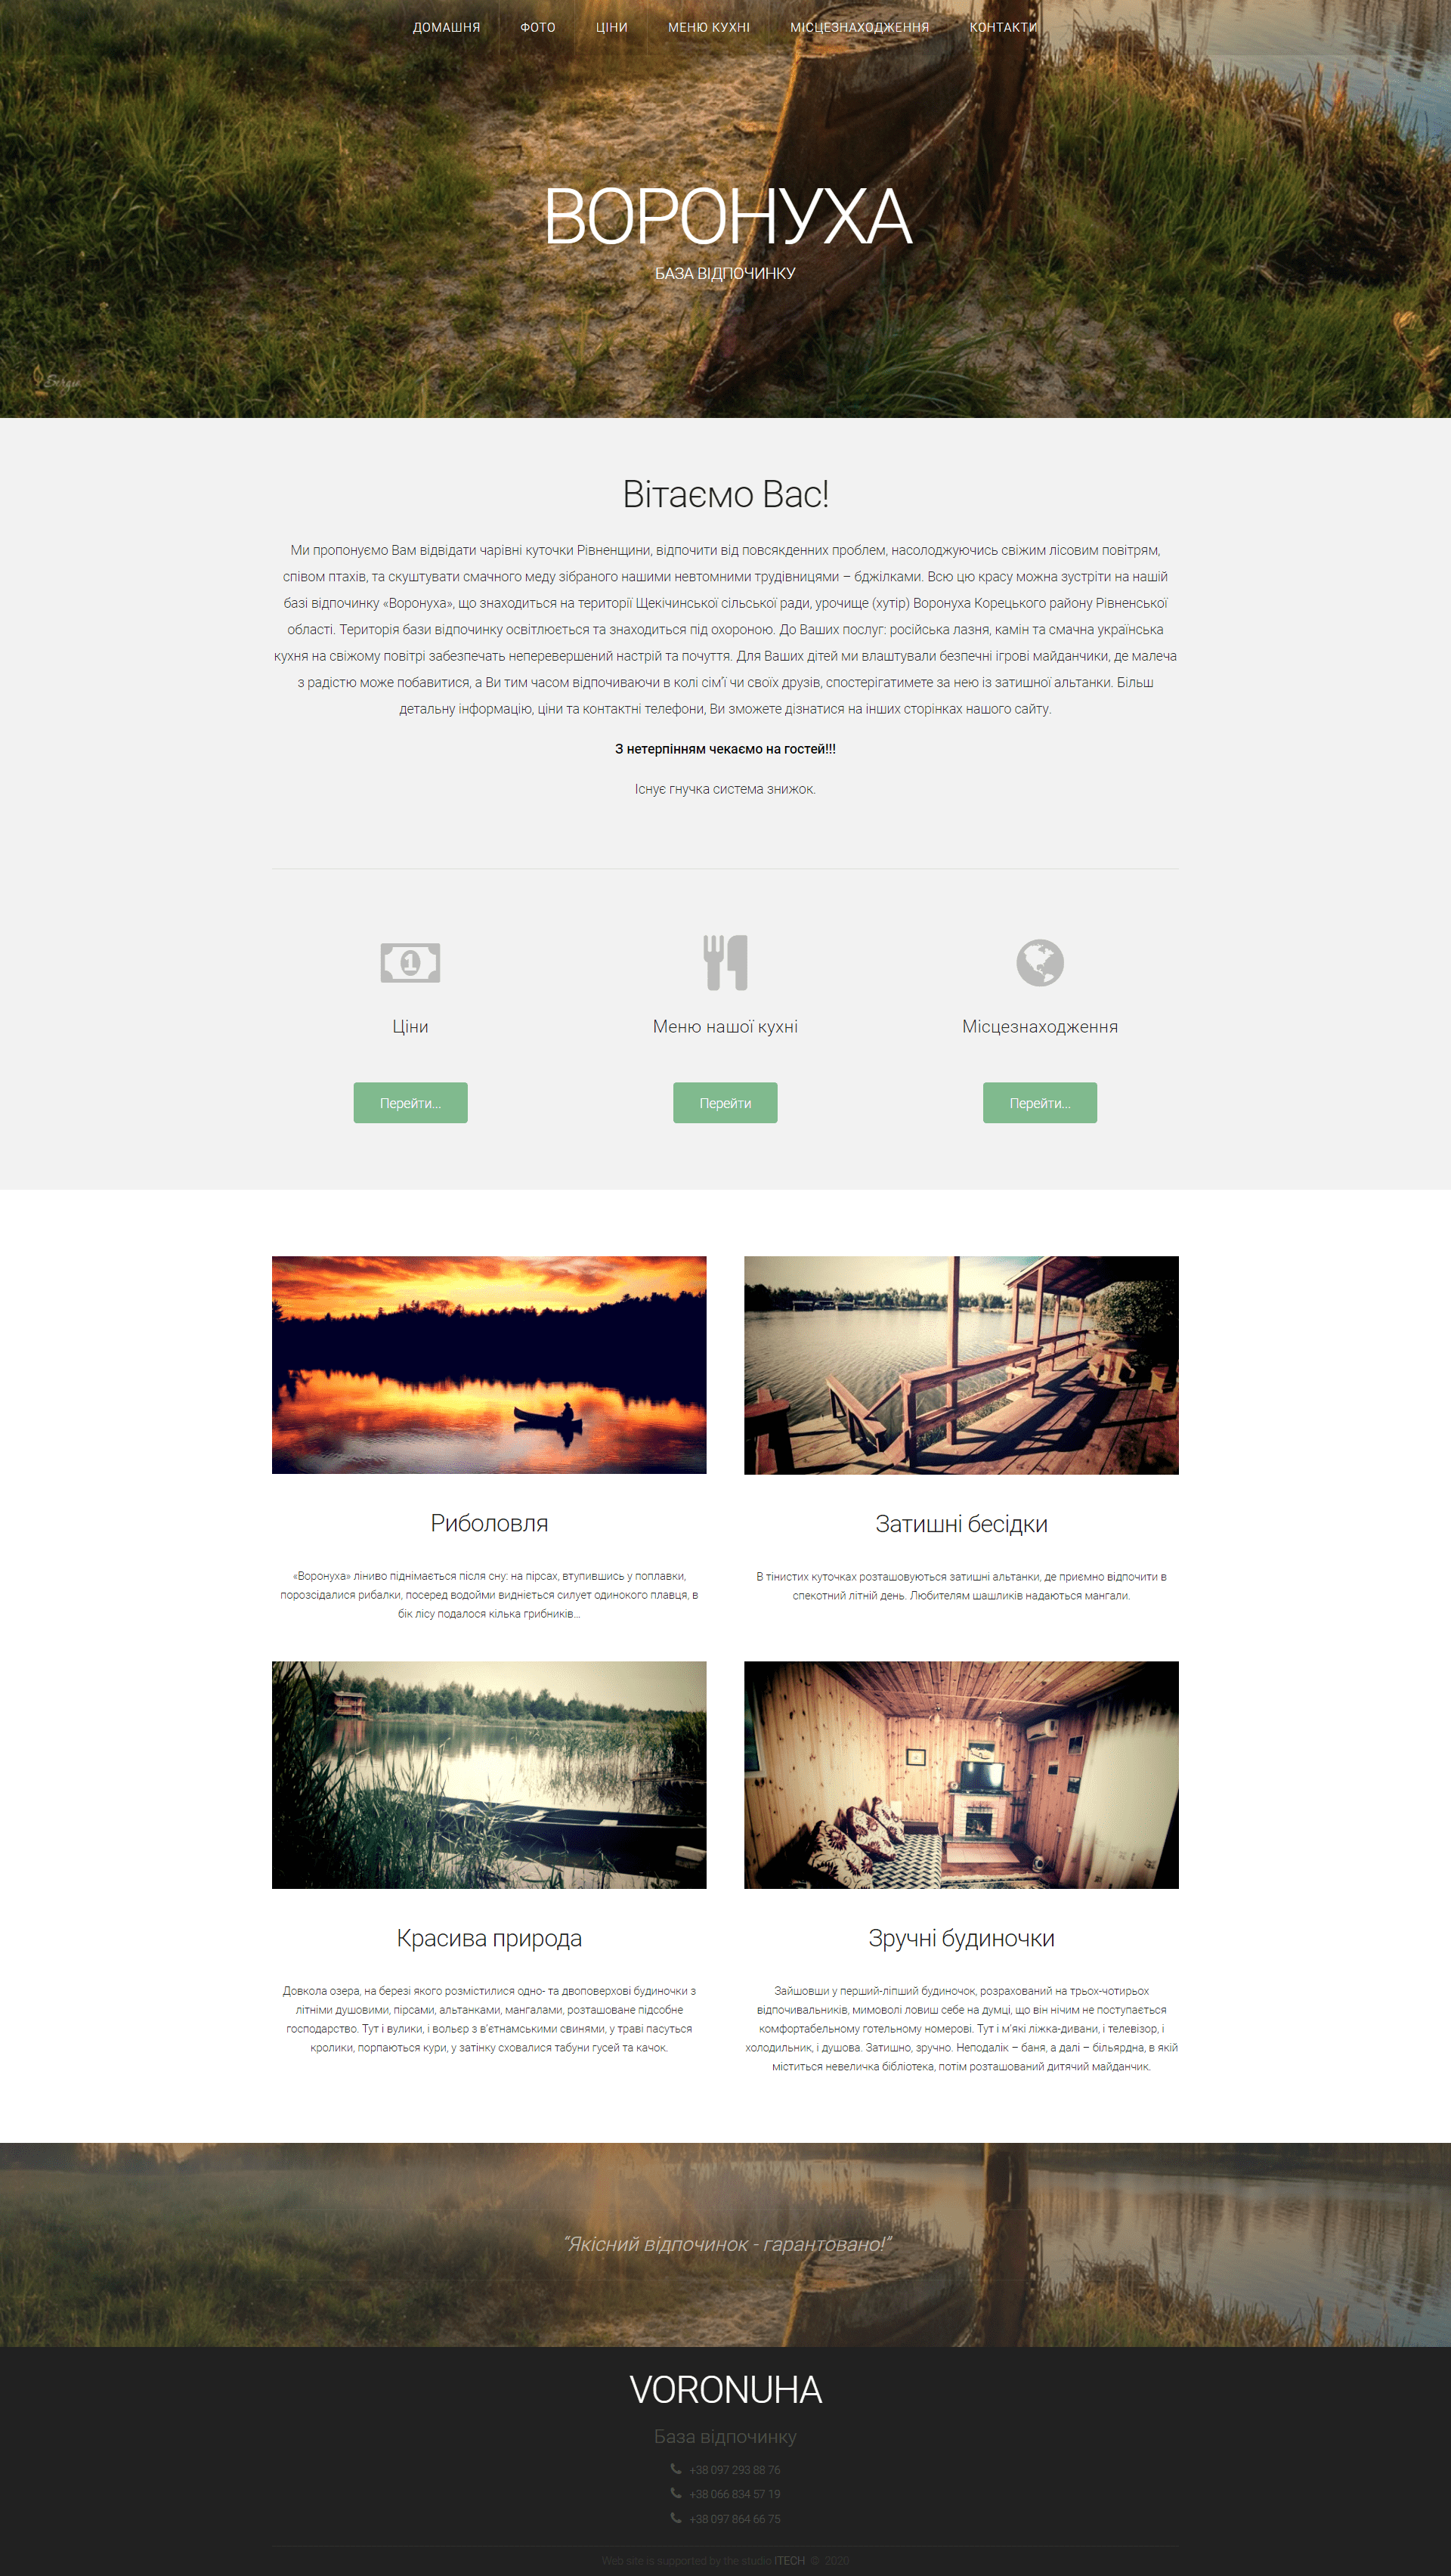 ДОМАШНЯ ФОТО ЦІНИ МЕНЮ КУХНІ МІСЦЕЗНАХОДЖЕННЯ КОНТАКТИ
ВОРОНУХА
БАЗА ВІДПОЧИНКУ
Вітаємо Вас!
Ми пропонуємо Вам відвідати чарівні куточки Рівненщини, відпочити від повсякденних проблем, насолоджуючись свіжим лісовим повітрям,
співом птахів, та скуштувати смачного меду зібраного нашими невтомними трудівницями – бджілками. Всю цю красу можна зустріти на нашій
базі відпочинку «Воронуха», що знаходиться на території Щекічинської сільської ради, урочище (хутір) Воронуха Корецького району Рівненської
області. Територія бази відпочинку освітлюється та знаходиться під охороною. До Ваших послуг: російська лазня, камін та смачна українська
кухня на свіжому повітрі забезпечать неперевершений настрій та почуття. Для Ваших дітей ми влаштували безпечні ігрові майданчики, де малеча
з радістю може побавитися, а Ви тим часом відпочиваючи в колі сім'ї чи своїх друзів, спостерігатимете за нею із затишної альтанки. Більш
детальну інформацію, ціни та контактні телефони, Ви зможете дізнатися на інших сторінках нашого сайту.
З нетерпінням чекаємо на гостей!!!
Існує гнучка система знижок.
1
Ціни
Меню нашої кухні
Місцезнаходження
Перейти...
Перейти
Перейти...
Риболовля
«Воронуха» ліниво піднімається після сну: на пірсах, втупившись у поплавки,
порозсідалися рибалки, посеред водойми видніється силует одинокого плавця, в
бік лісу подалося кілька грибників...
Затишні бесідки
В тінистих куточках розташовуються затишні альтанки, де приємно відпочити в
спекотний літній день. Любителям шашликів надаються мангали.
Красива природа
Довкола озера, на березі якого розмістилися одно- та двоповерхові будиночки з
літніми душовими, пірсами, альтанками, мангалами, розташоване підсобне
господарство. Тут і вулики, і вольєр з в'єтнамськими свинями, у траві пасуться
кролики, порпаються кури, у затінку сховалися табуни гусей та качок.
Зручні будиночки
Зайшовши у перший-ліпший будиночок, розрахований на трьох-чотирьох
відпочивальників, мимоволі ловиш себе на думці, що він нічим не поступається
комфортабельному готельному номерові. Тут і м'які ліжка-дивани, і телевізор, і
холодильник, і душова. Затишно, зручно. Неподалік – баня, а далі – більярдна, в якій
міститься невеличка бібліотека, потім розташований дитячий майданчик.
“Якісний відпочинок - гарантовано!”
VORONUHA
База відпочинку
+38 097 293 88 76
+38 066 834 57 19
+38 097 864 66 75
Web site is supported by the studio ITECH © 2020